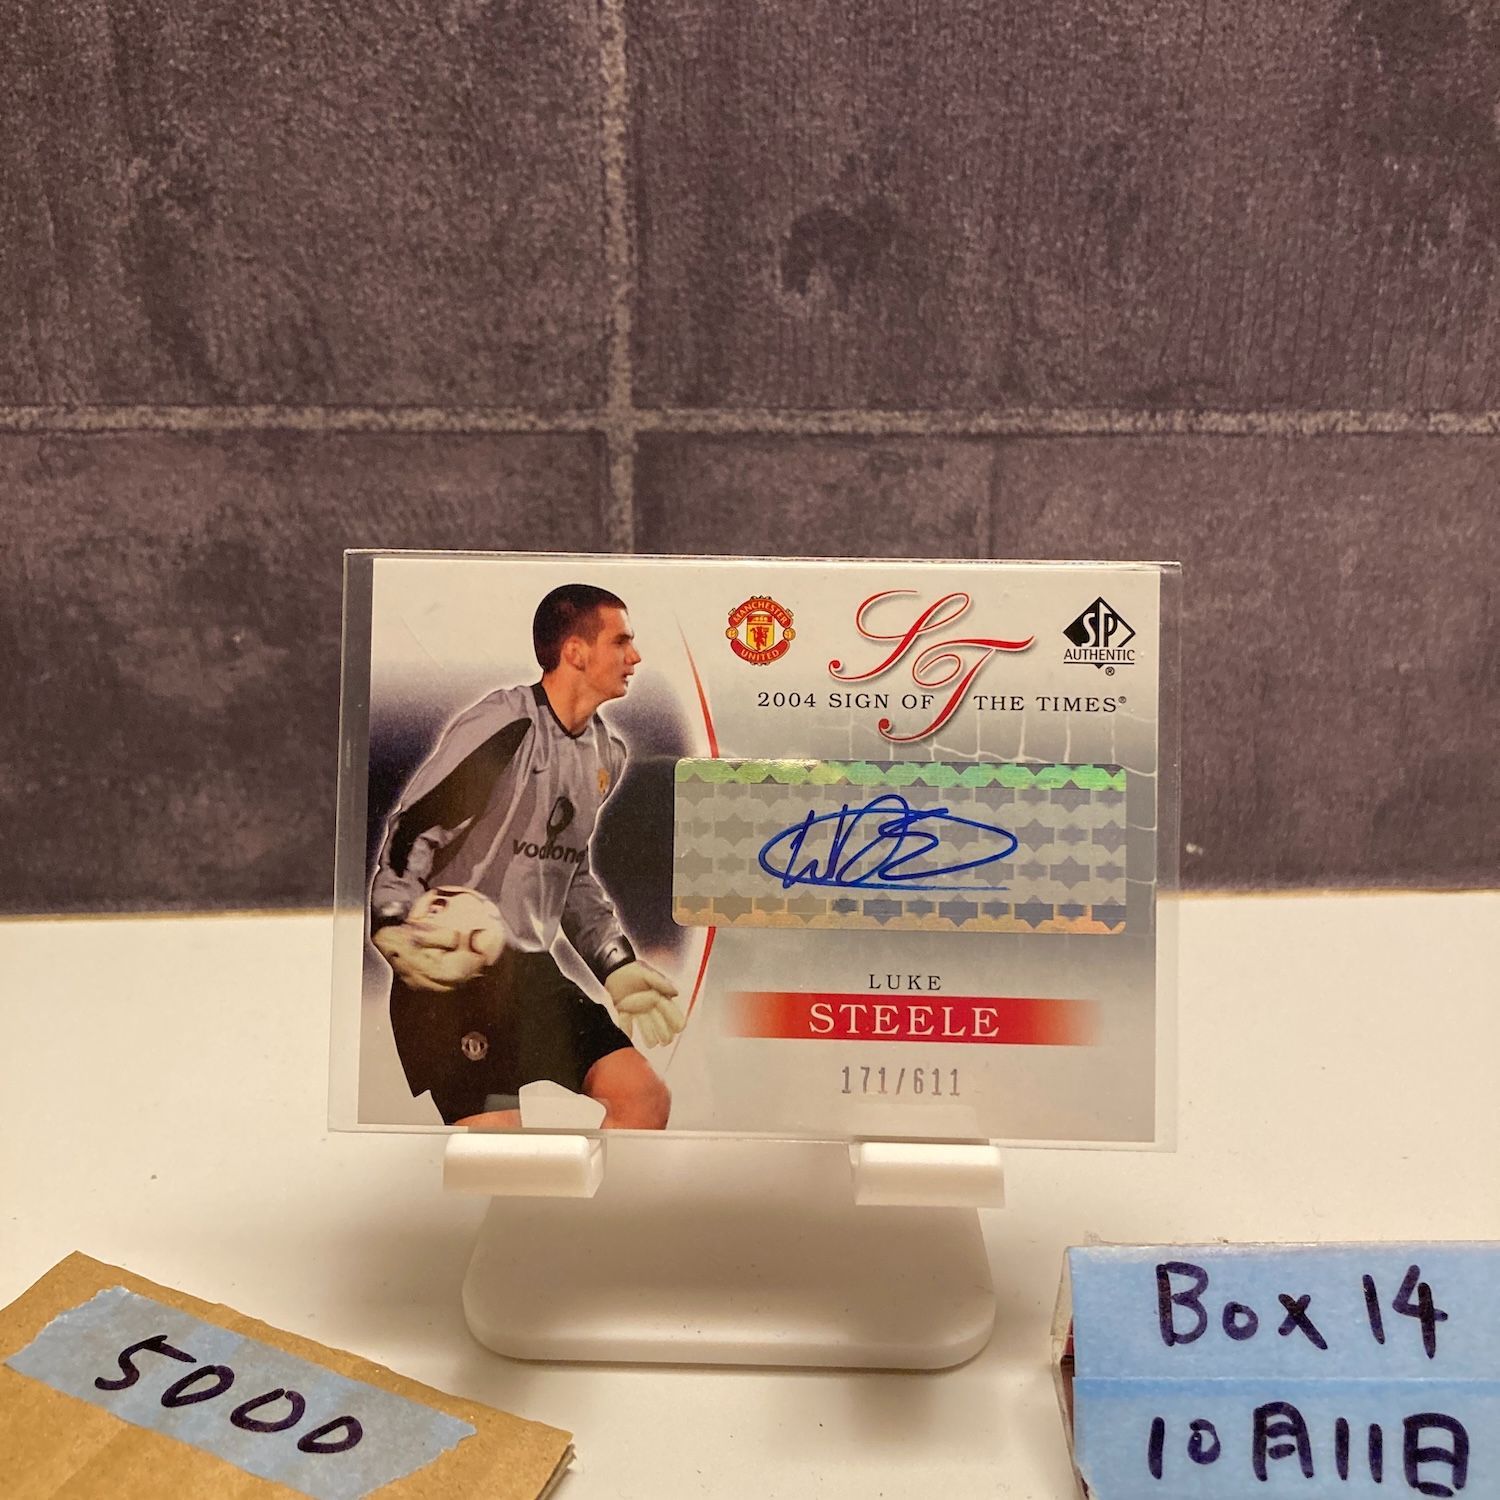 MANCHESTER
UNITED
ST
SP
AUTHENTIC
®
2004 SIGN OF THE TIMES®
vodafone
LUKE
STEELE
171/611
5000
Box 14
10月11日